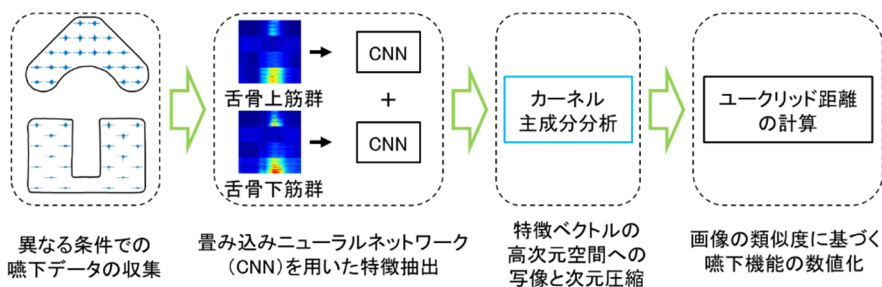 舌骨上筋群
舌骨下筋群
CNN
+
CNN
カーネル
主成分分析
ユークリッド距離
の計算
異なる条件での
嚥下データの収集
畳み込みニューラルネットワーク
(CNN)を用いた特徴抽出
特徴ベクトルの
高次元空間への
写像と次元圧縮
画像の類似度に基づく
嚥下機能の数値化